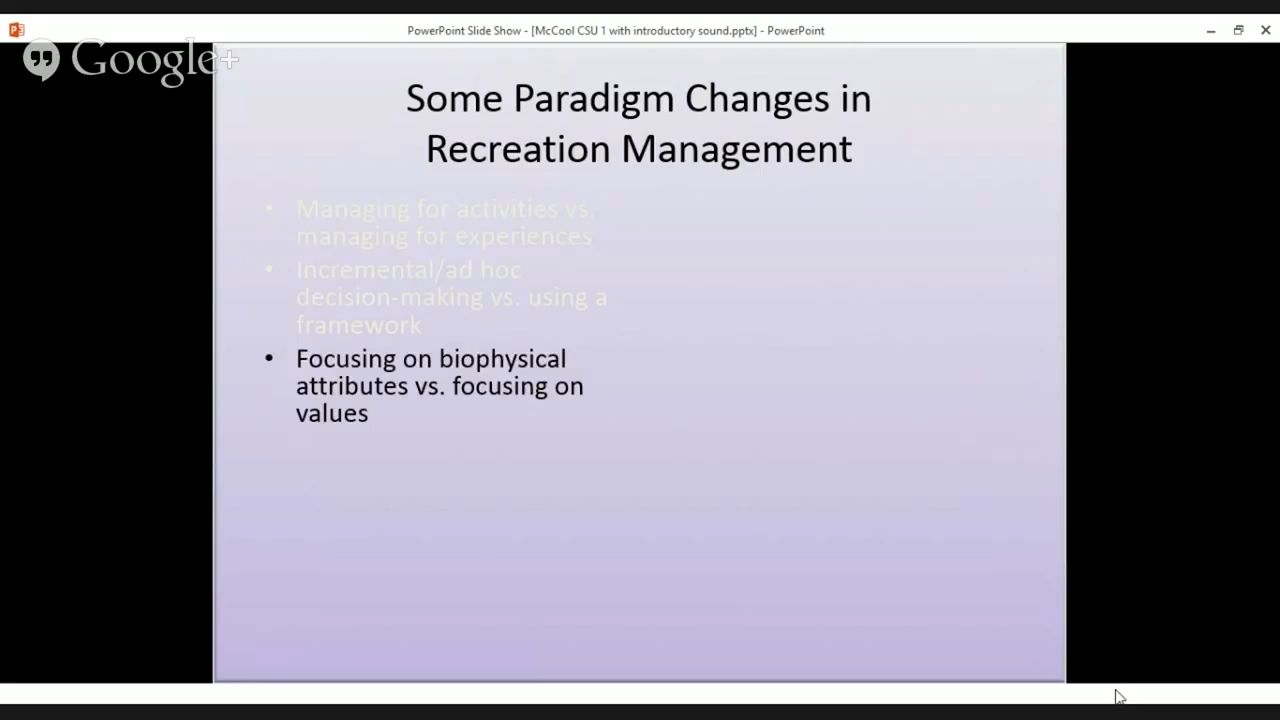 PowerPoint Slide Show - [McCool CSU 1 with introductory sound.pptx] - PowerPoint
Google+
Some Paradigm Changes in
Recreation Management
• Managing for activities vs.
managing for experiences
• Incremental/ad hoc
decision-making vs. using a
framework
• Focusing on biophysical
attributes vs. focusing on
values